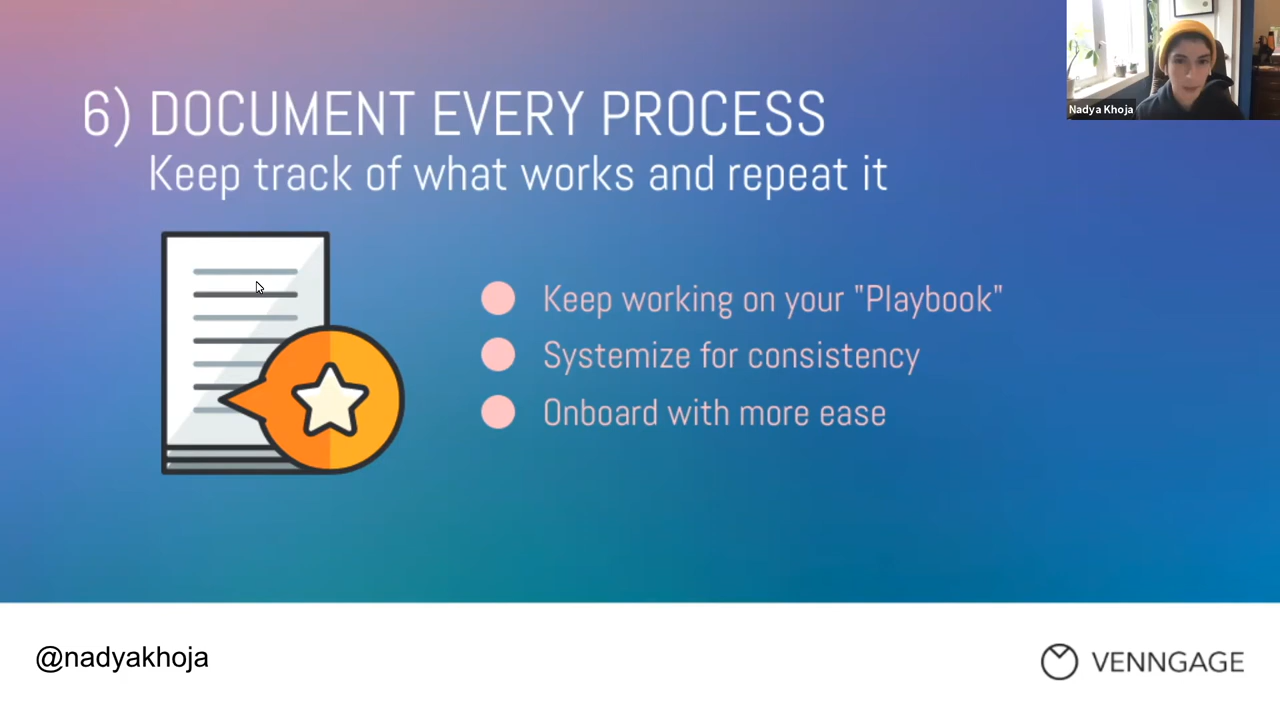 Nadya Khoja
6) DOCUMENT EVERY PROCESS
Keep track of what works and repeat it
Keep working on your "Playbook"
Systemize for consistency
Onboard with more ease
@nadyakhoja
VENNGAGE